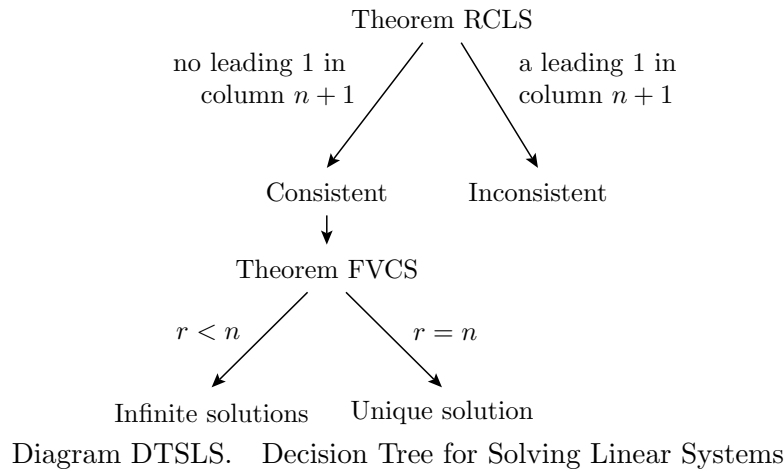 Theorem RCLS
no leading 1 in
column n + 1
a leading 1 in
column n + 1
Consistent
Inconsistent
Theorem FVCS
r < n
r = n
Infinite solutions
Unique solution
Diagram DTSLS. Decision Tree for Solving Linear Systems